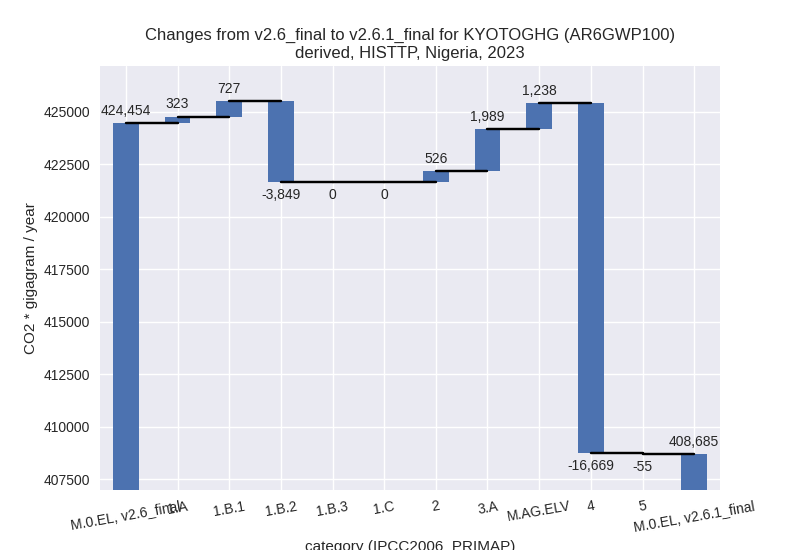 Changes from v2.6_final to v2.6.1_final for KYOTOGHG (AR6GWP100)
derived, HISTTP, Nigeria, 2023
CO2 * gigagram / year
425000
422500
420000
417500
415000
412500
410000
407500
424,454
323
727
-3,849
0
0
526
1,989
1,238
-16,669
-55
408,685
M.0.EL, v2.6_final
1.A
1.B.1
1.B.2
1.B.3
1.C
2
3.A
M.AG.ELV
4
5
M.0.EL, v2.6.1_final
category (IPCC2006_PRIMAP)